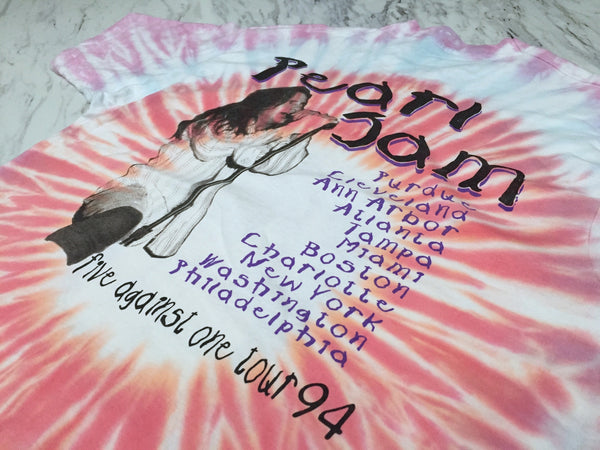 Pearl
Jam
Purdue
Cleveland
Ann Arbor
Atlanta
Tampa
Miami
Boston
Charlotte
New York
Washington
Philadelphia
five against one tour 94